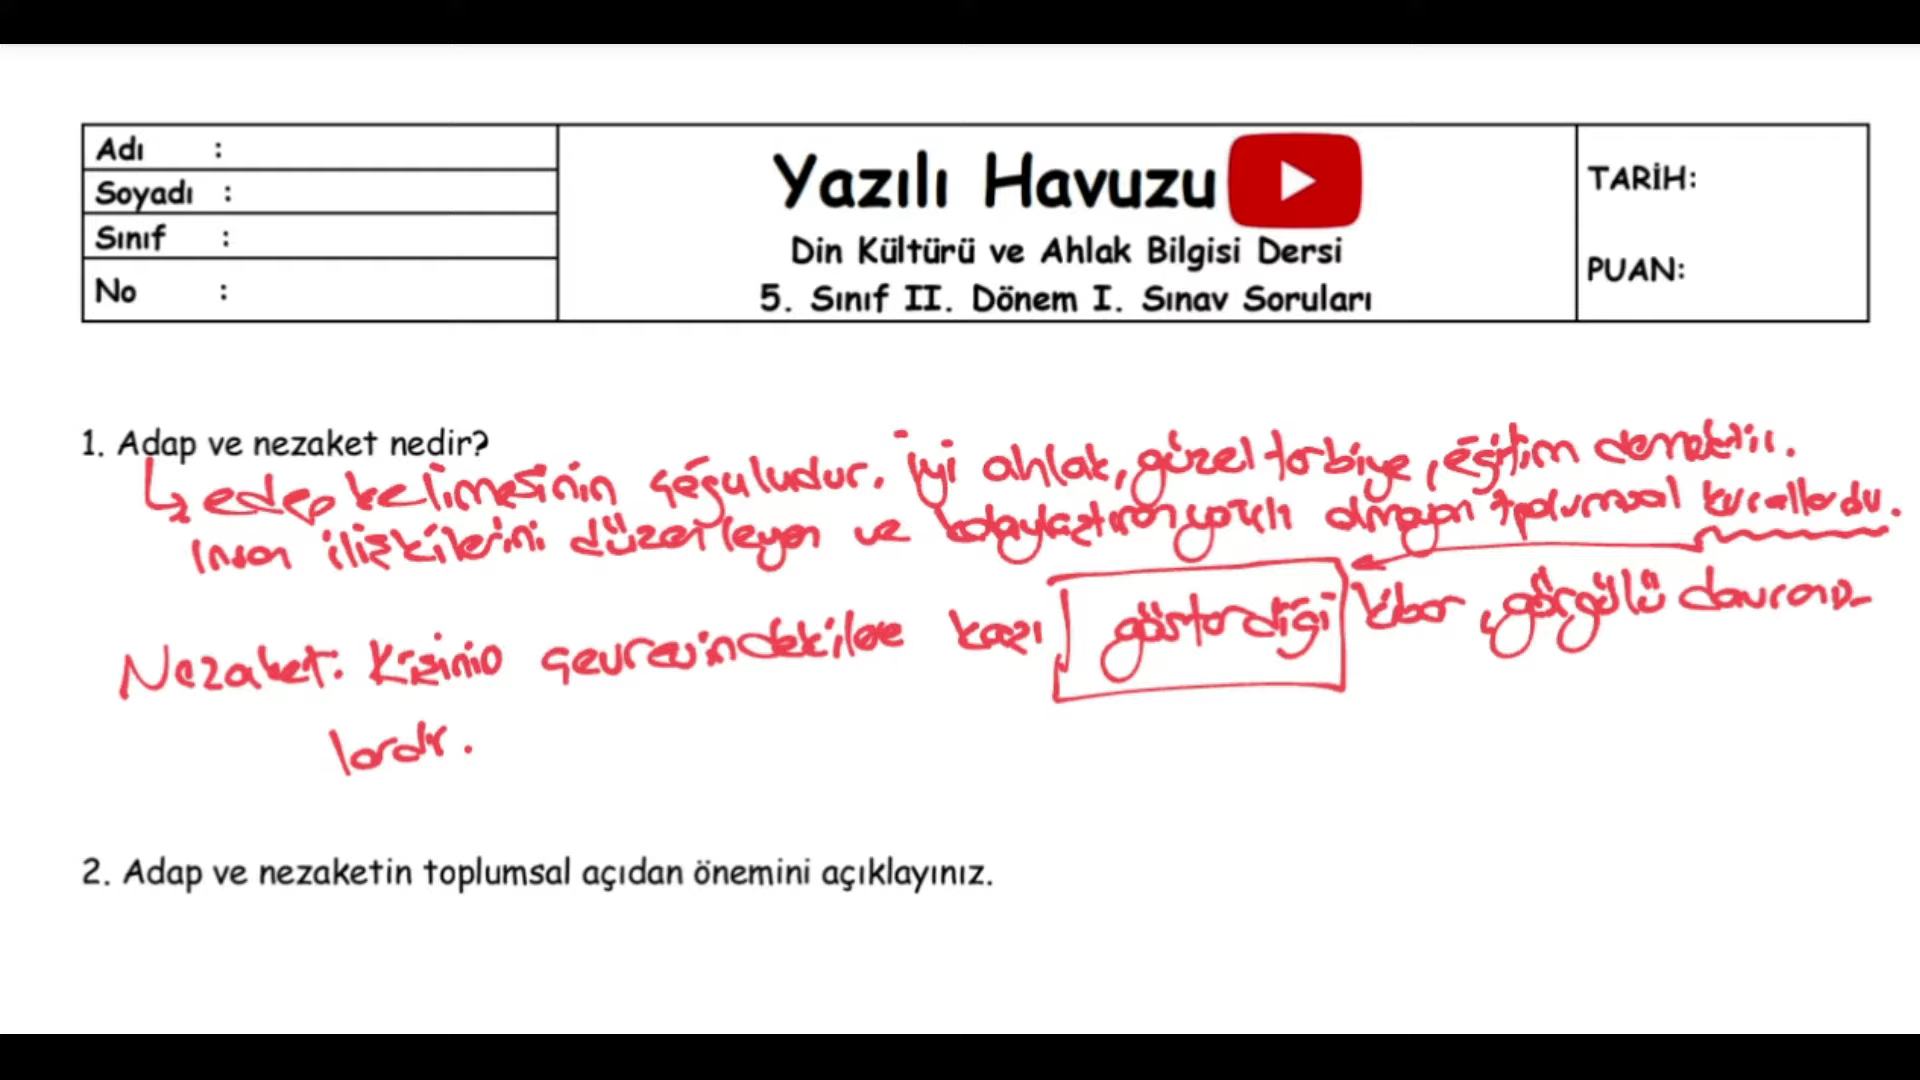 Adı :
Soyadı :
Sınıf :
No :
Yazılı Havuzu
Din Kültürü ve Ahlak Bilgisi Dersi
5. Sınıf II. Dönem I. Sınav Soruları
TARİH:
PUAN:
1. Adap ve nezaket nedir?
edep kelimesinin çoğuludur. İyi ahlak, güzel terbiye, eğitim demektir.
İnsan ilişkilerini düzenleyen ve kolaylaştıran yazılı olmayan toplumsal kurallardır.
Nezaket: Kişinin çevresindekilere karşı gösterdiği kibar, görgülü davranış-
lardır.
2. Adap ve nezaketin toplumsal açıdan önemini açıklayınız.